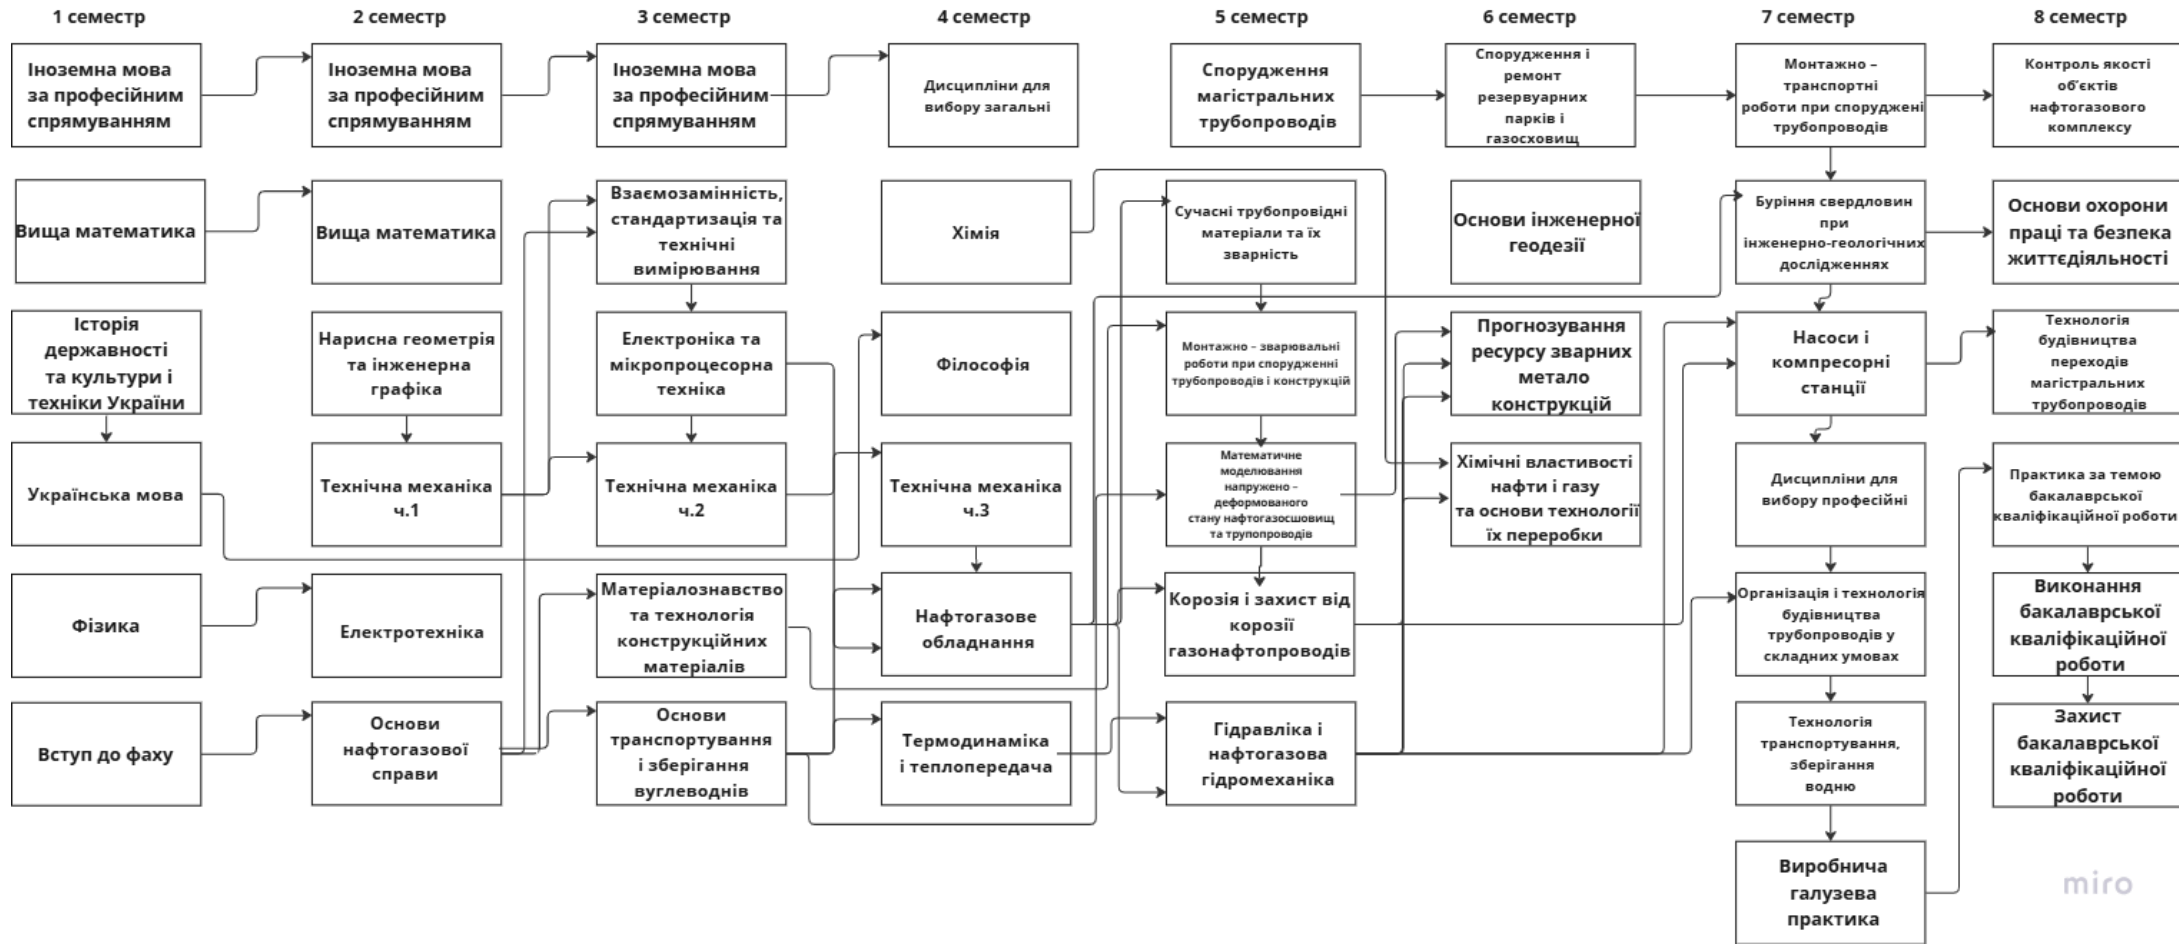 1 семестр
2 семестр
3 семестр
4 семестр
5 семестр
6 семестр
7 семестр
8 семестр
Іноземна мова
за професійним
спрямуванням
Іноземна мова
за професійним
спрямуванням
Іноземна мова
за професійним
спрямуванням
Дисципліни для
вибору загальні
Спорудження
магістральних
трубопроводів
Спорудження і
ремонт
резервуарних
парків і
газосховищ
Монтажно –
транспортні
роботи при споруджені
трубопроводів
Контроль якості
об'єктів
нафтогазового
комплексу
Вища математика
Вища математика
Взаємозамінність,
стандартизація та
технічні
вимірювання
Хімія
Сучасні трубопровідні
матеріали та їх
зварність
Основи інженерної
геодезії
Буріння свердловин
при
інженерно-геологічних
дослідженнях
Основи охорони
праці та безпека
життєдіяльності
Історія
державності
та культури і
техніки України
Нарисна геометрія
та інженерна
графіка
Електроніка та
мікропроцесорна
техніка
Філософія
Монтажно – зварювальні
роботи при спорудженні
трубопроводів і конструкцій
Прогнозування
ресурсу зварних
метало
конструкцій
Насоси і
компресорні
станції
Технологія
будівництва
переходів
магістральних
трубопроводів
Українська мова
Технічна механіка
ч.1
Технічна механіка
ч.2
Технічна механіка
ч.3
Математичне
моделювання
напружено –
деформованого
стану нафтогазосшовищ
та трупопроводів
Хімічні властивості
нафти і газу
та основи технології
їх переробки
Дисципліни для
вибору професійні
Практика за темою
бакалаврської
кваліфікаційної роботи
Фізика
Електротехніка
Матеріалознавство
та технологія
конструкційних
матеріалів
Нафтогазове
обладнання
Корозія і захист від
корозії
газонафтопроводів
Організація і технологія
будівництва
трубопроводів у
складних умовах
Виконання
бакалаврської
кваліфікаційної
роботи
Вступ до фаху
Основи
нафтогазової
справи
Основи
транспортування
і зберігання
вуглеводнів
Термодинаміка
і теплопередача
Гідравліка і
нафтогазова
гідромеханіка
Технологія
транспортування,
зберігання
водню
Захист
бакалаврської
кваліфікаційної
роботи
Виробнича
галузева
практика
miro